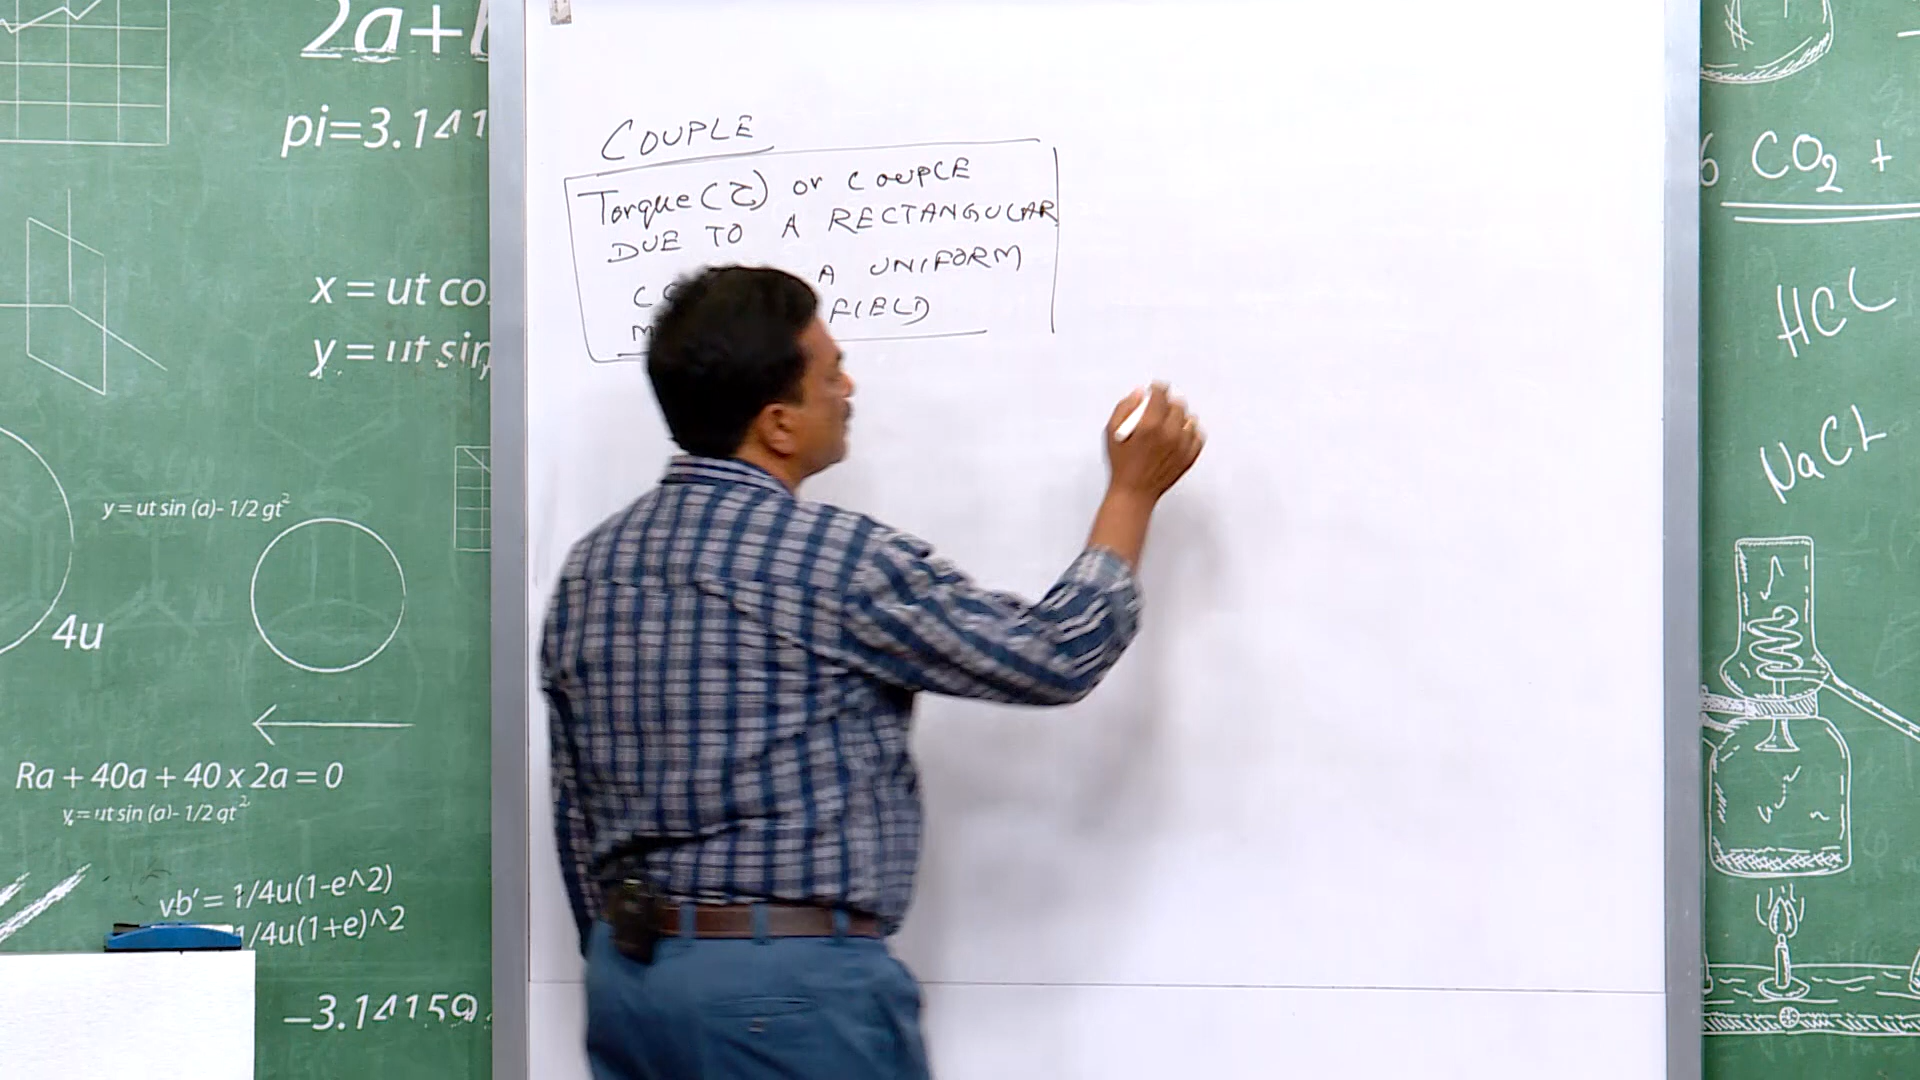 2a+
pi=3.141
x = ut co
y = ut sin
y = ut sin (a)- 1/2 gt²
4u
Ra + 40a + 40 x 2a = 0
y = ut sin (a)- 1/2 gt²
vb' = 1/4u(1-e^2)
1/4u(1+e)^2
–3.14159
COUPLE
Torque (τ) or COUPLE
DUE TO A RECTANGULAR
A UNIFORM
FIELD
6 CO₂ +
HCL
NaCL